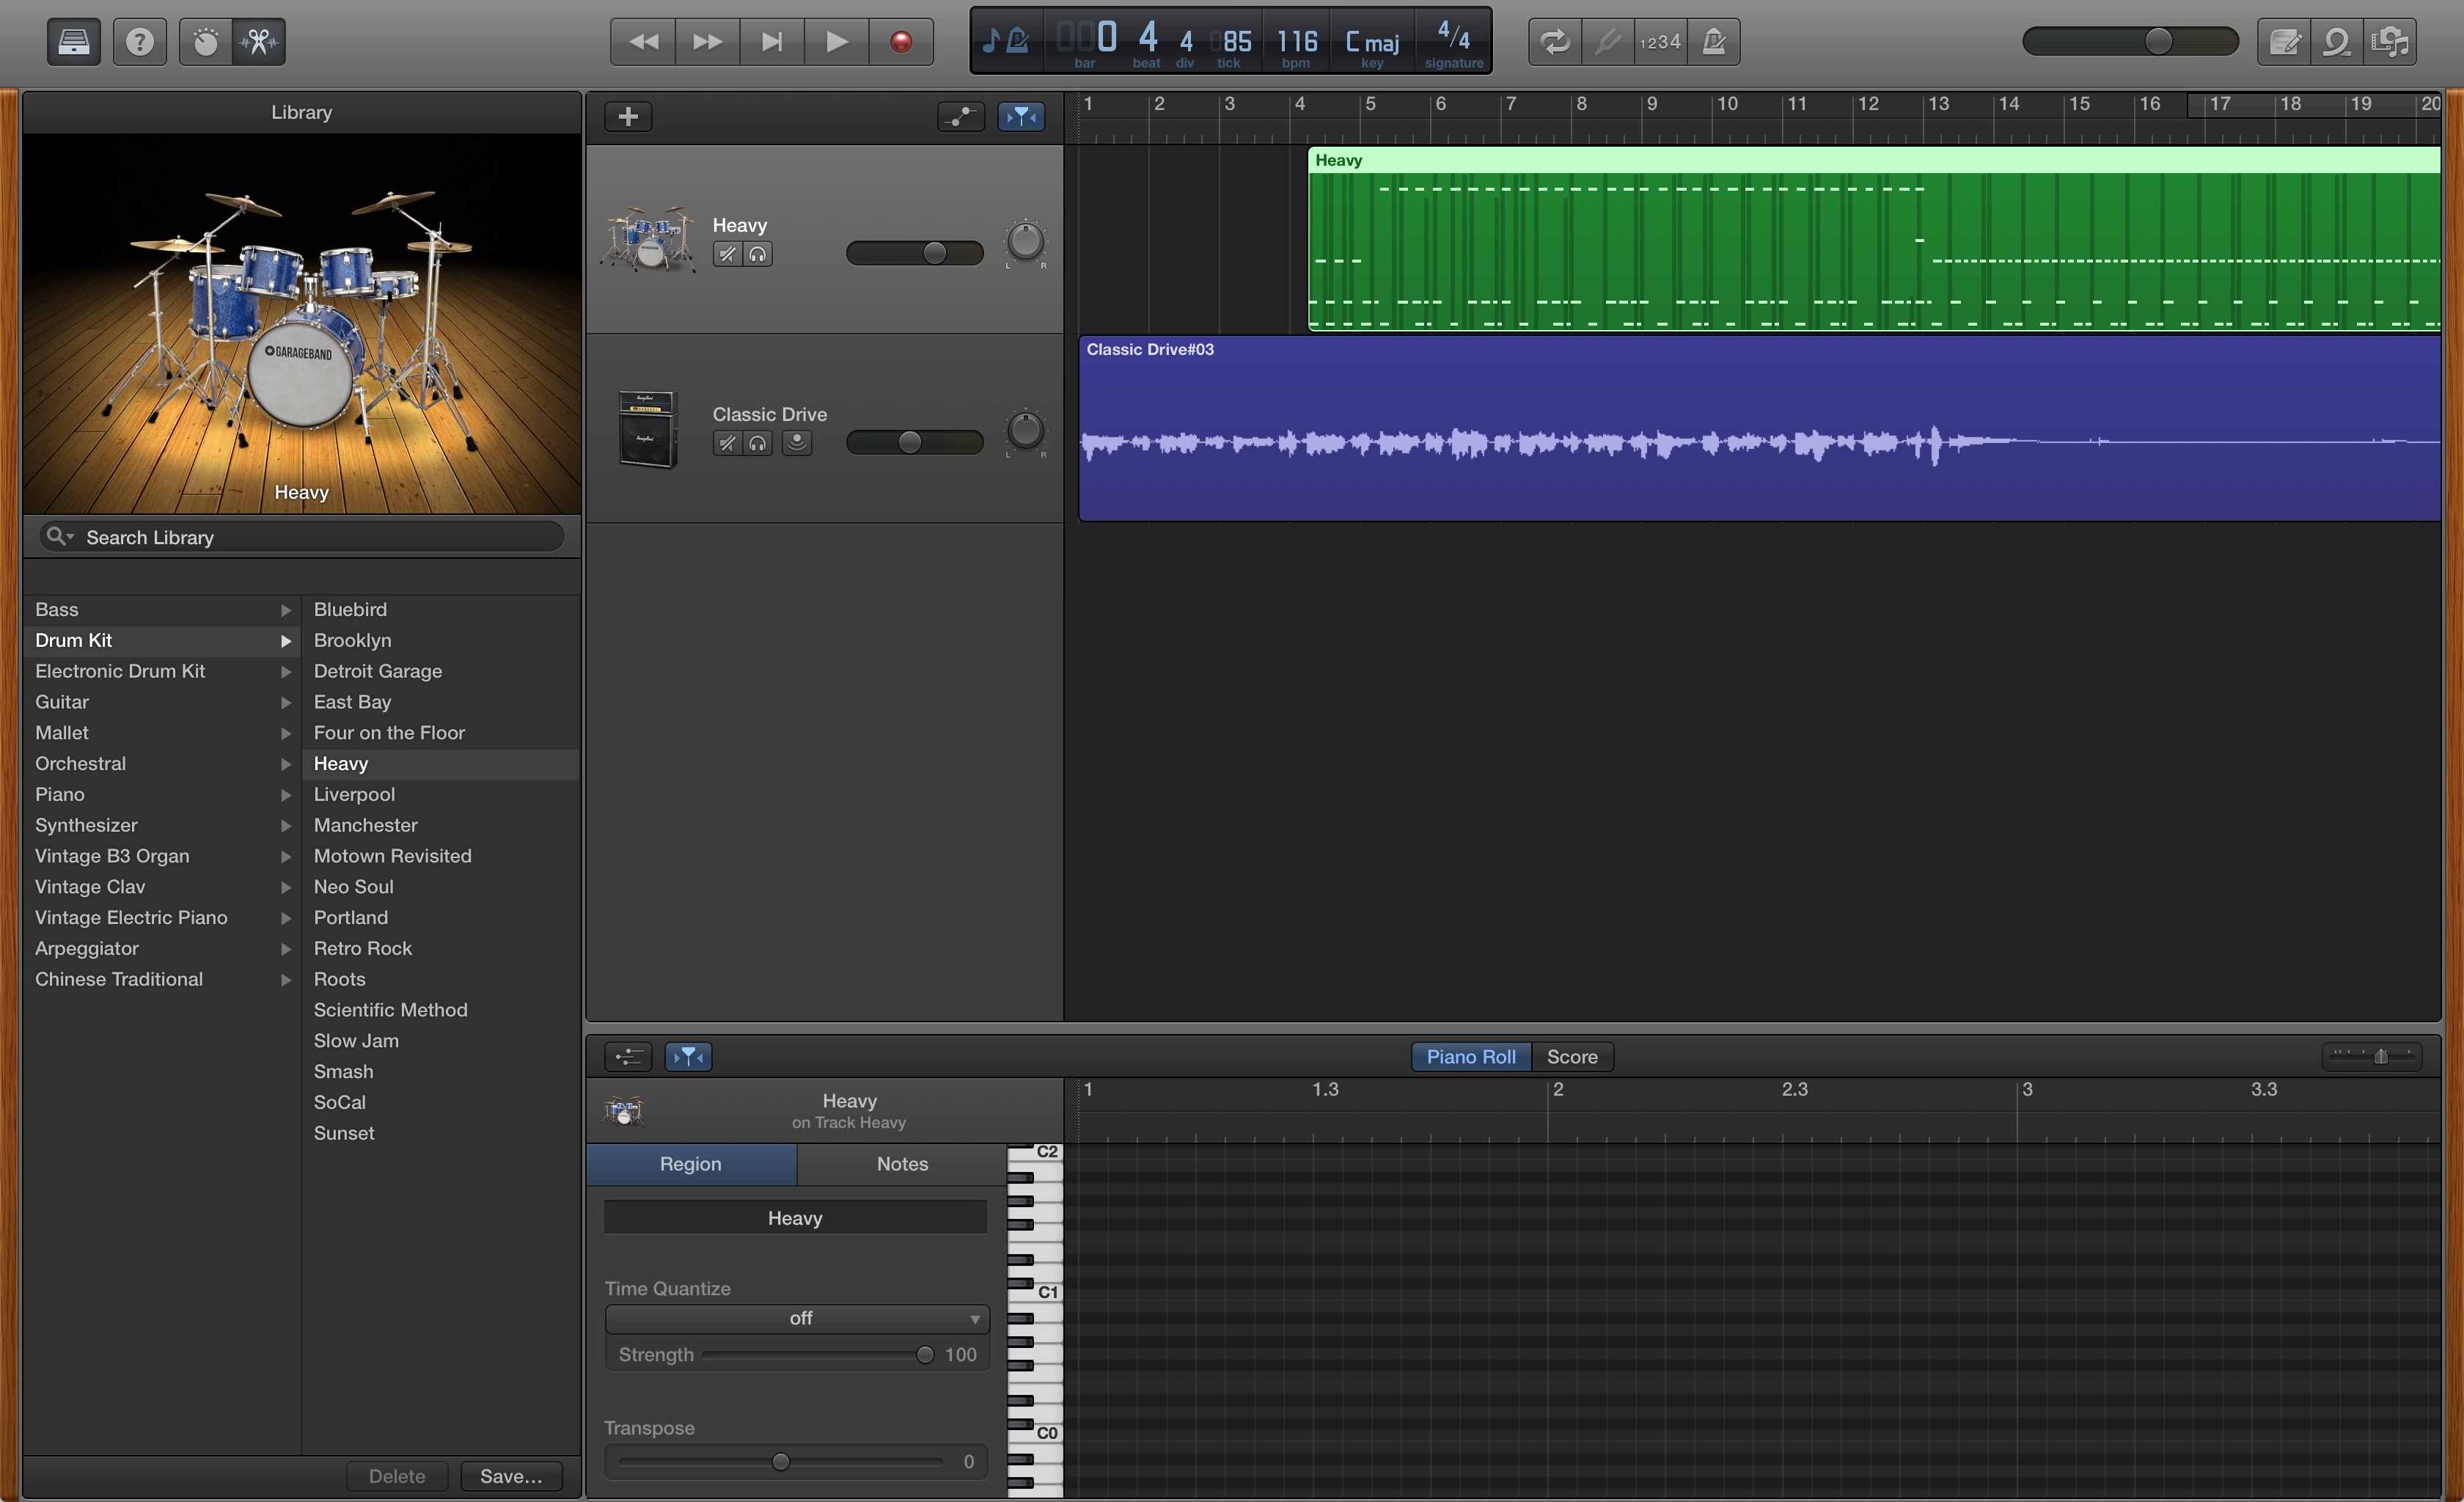 1234
0 4 4 85 116 C maj 4/4
bar beat div tick bpm key signature
Library
GARAGEBAND
Heavy
Search Library
Bass
Drum Kit
Electronic Drum Kit
Guitar
Mallet
Orchestral
Piano
Synthesizer
Vintage B3 Organ
Vintage Clav
Vintage Electric Piano
Arpeggiator
Chinese Traditional
Bluebird
Brooklyn
Detroit Garage
East Bay
Four on the Floor
Heavy
Liverpool
Manchester
Motown Revisited
Neo Soul
Portland
Retro Rock
Roots
Scientific Method
Slow Jam
Smash
SoCal
Sunset
Delete
Save...
1 2 3 4 5 6 7 8 9 10 11 12 13 14 15 16 17 18 19 20
Heavy
L R
Heavy
Classic Drive
L R
Classic Drive#03
Piano Roll
Score
Heavy
on Track Heavy
1 1.3 2 2.3 3 3.3
Region
Notes
Heavy
Time Quantize
off
Strength 100
Transpose
0
C2
C1
C0